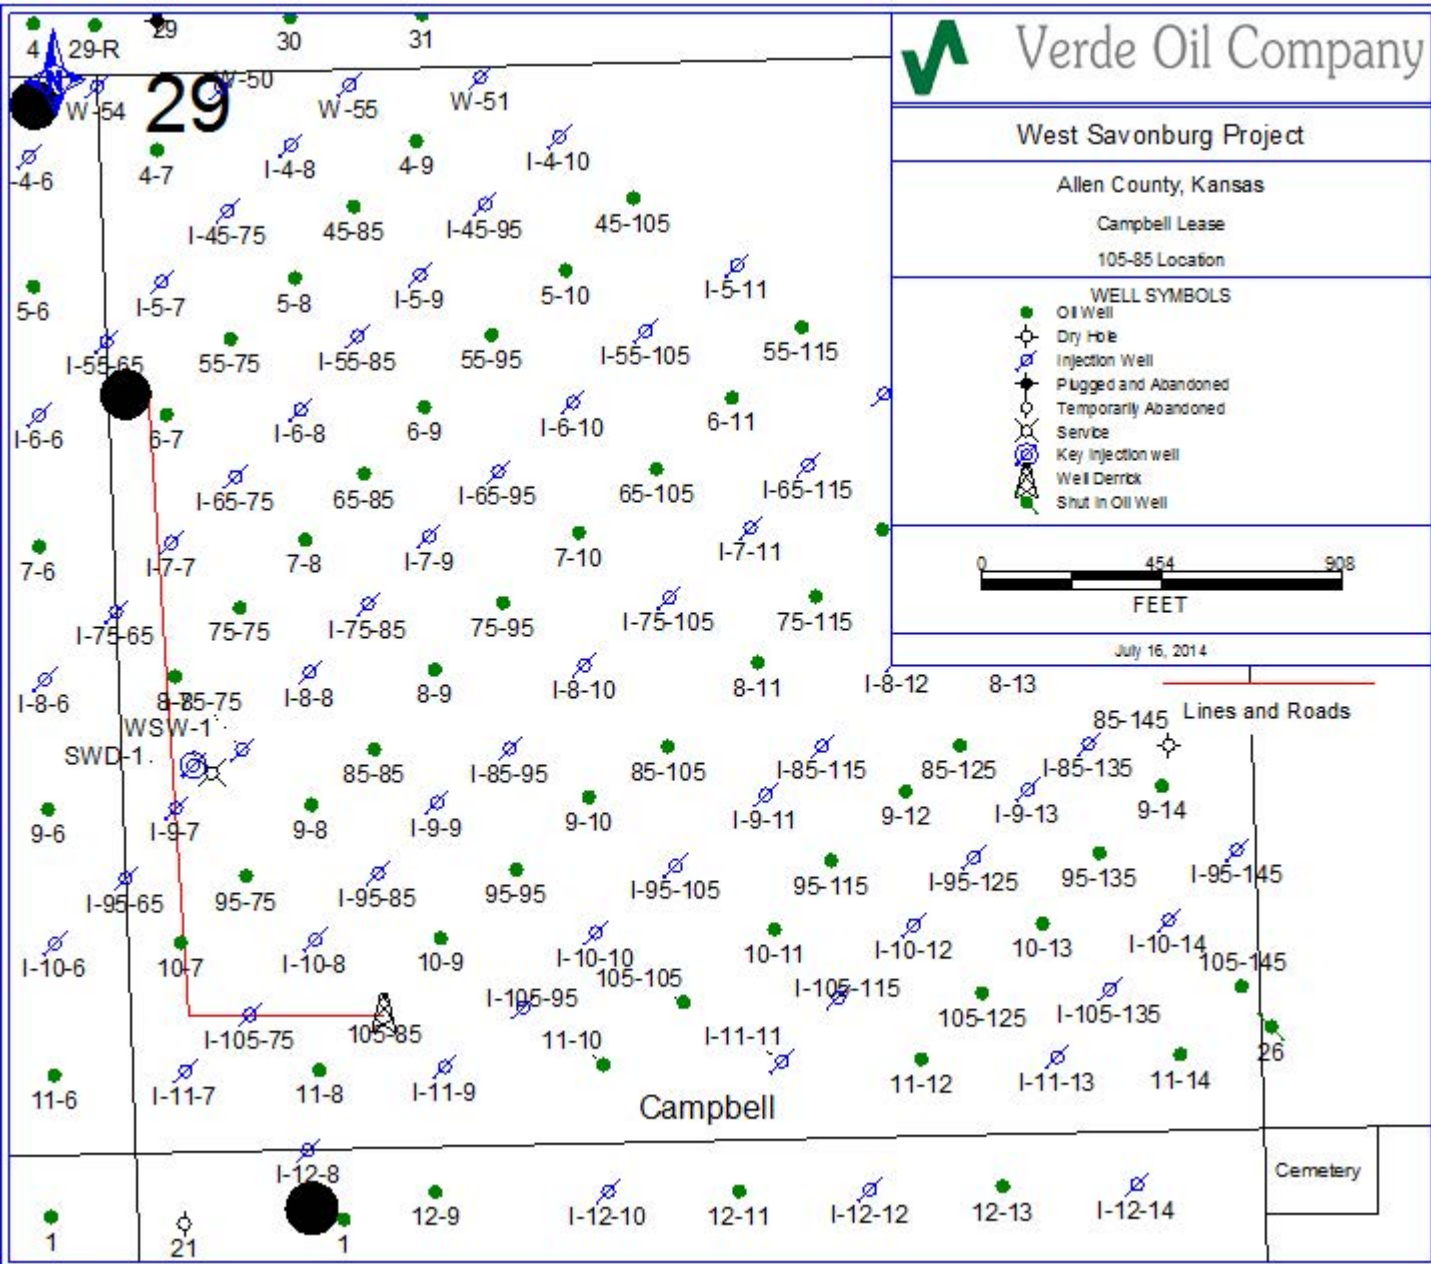 Verde Oil Company
West Savonburg Project
Allen County, Kansas
Campbell Lease
105-85 Location
WELL SYMBOLS
Oil Well
Dry Hole
Injection Well
Plugged and Abandoned
Temporarily Abandoned
Service
Key Injection well
Well Derrick
Shut In Oil Well
0 454 908
FEET
July 16, 2014
Lines and Roads
4 29-R 29 30 31
29
W-54 W-50 W-55 W-51
-4-6 4-7 I-4-8 4-9 I-4-10
I-45-75 45-85 I-45-95 45-105
5-6 I-5-7 5-8 I-5-9 5-10 I-5-11
I-55-65 55-75 I-55-85 55-95 I-55-105 55-115
I-6-6 6-7 I-6-8 6-9 I-6-10 6-11
I-65-75 65-85 I-65-95 65-105 I-65-115
7-6 I-7-7 7-8 I-7-9 7-10 I-7-11
I-75-65 75-75 I-75-85 75-95 I-75-105 75-115
I-8-6 8-7 85-75 I-8-8 8-9 I-8-10 8-11 I-8-12 8-13
WSW-1
SWD-1
85-85 I-85-95 85-105 I-85-115 85-125 I-85-135 85-145
9-6 I-9-7 9-8 I-9-9 9-10 I-9-11 9-12 I-9-13 9-14
I-95-65 95-75 I-95-85 95-95 I-95-105 95-115 I-95-125 95-135 I-95-145
I-10-6 10-7 I-10-8 10-9 I-10-10 10-11 I-10-12 10-13 I-10-14
I-105-75 105-85 I-105-95 105-105 I-105-115 105-125 I-105-135 105-145
26
11-6 I-11-7 11-8 I-11-9 11-10 I-11-11 11-12 I-11-13 11-14
Campbell
I-12-8
Cemetery
12-9 I-12-10 12-11 I-12-12 12-13 I-12-14
1 21 1